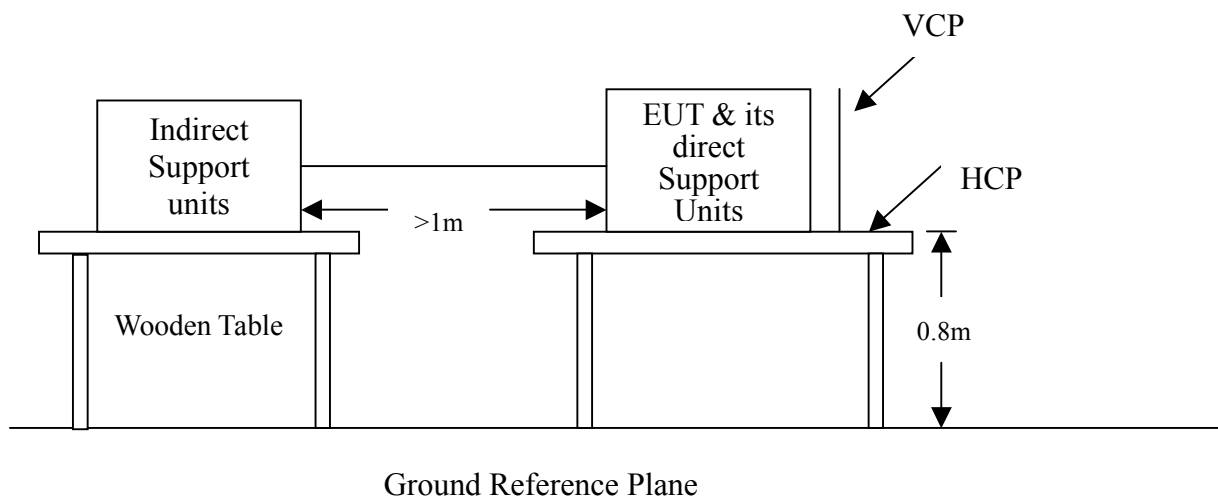 VCP
Indirect
Support
units
EUT & its
direct
Support
Units
HCP
>1m
Wooden Table
0.8m
Ground Reference Plane